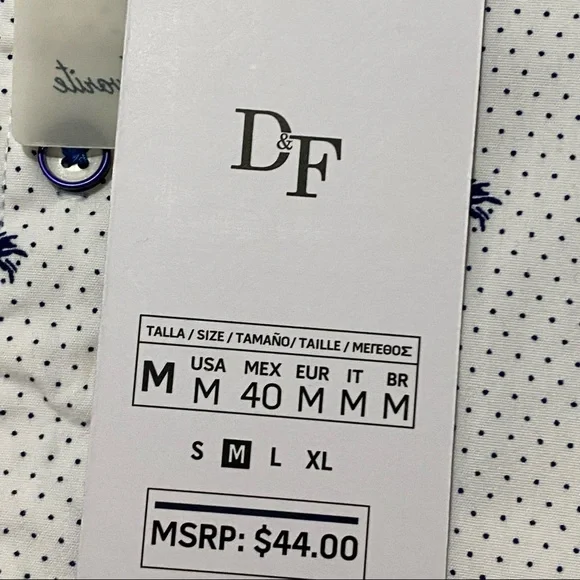 D&F
TALLA / SIZE / TAMAÑO/ TAILLE / ΜΕΓΕΘΟΣ
M USA MEX EUR IT BR
M 40 M M M
S M L XL
MSRP: $44.00